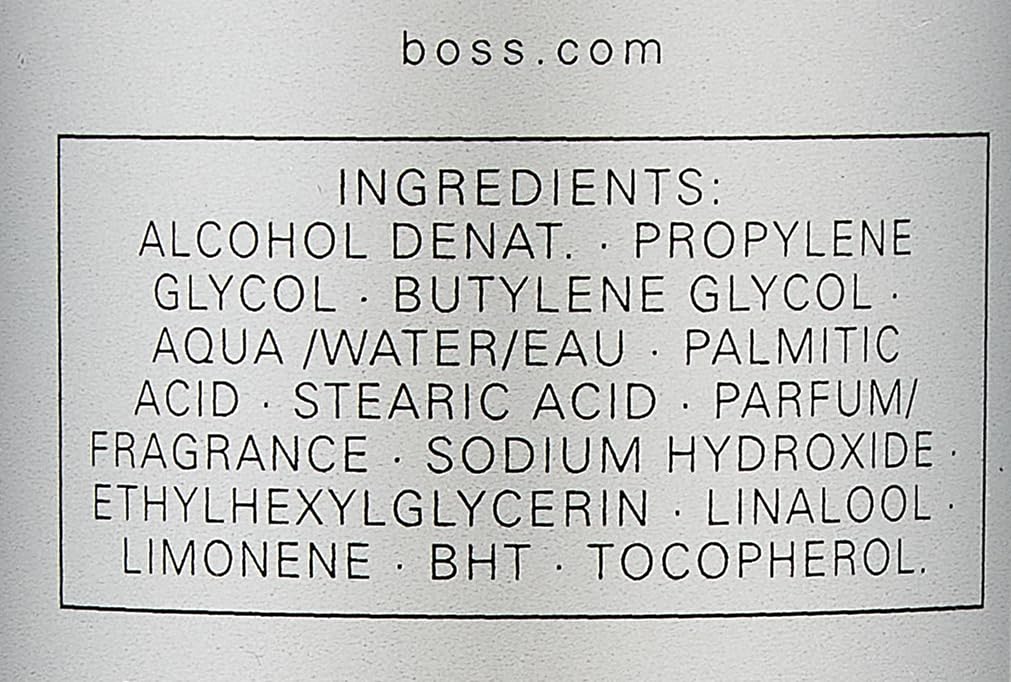 boss.com
INGREDIENTS:
ALCOHOL DENAT. · PROPYLENE
GLYCOL · BUTYLENE GLYCOL ·
AQUA /WATER/EAU · PALMITIC
ACID · STEARIC ACID · PARFUM/
FRAGRANCE · SODIUM HYDROXIDE ·
ETHYLHEXYLGLYCERIN · LINALOOL ·
LIMONENE · BHT · TOCOPHEROL.